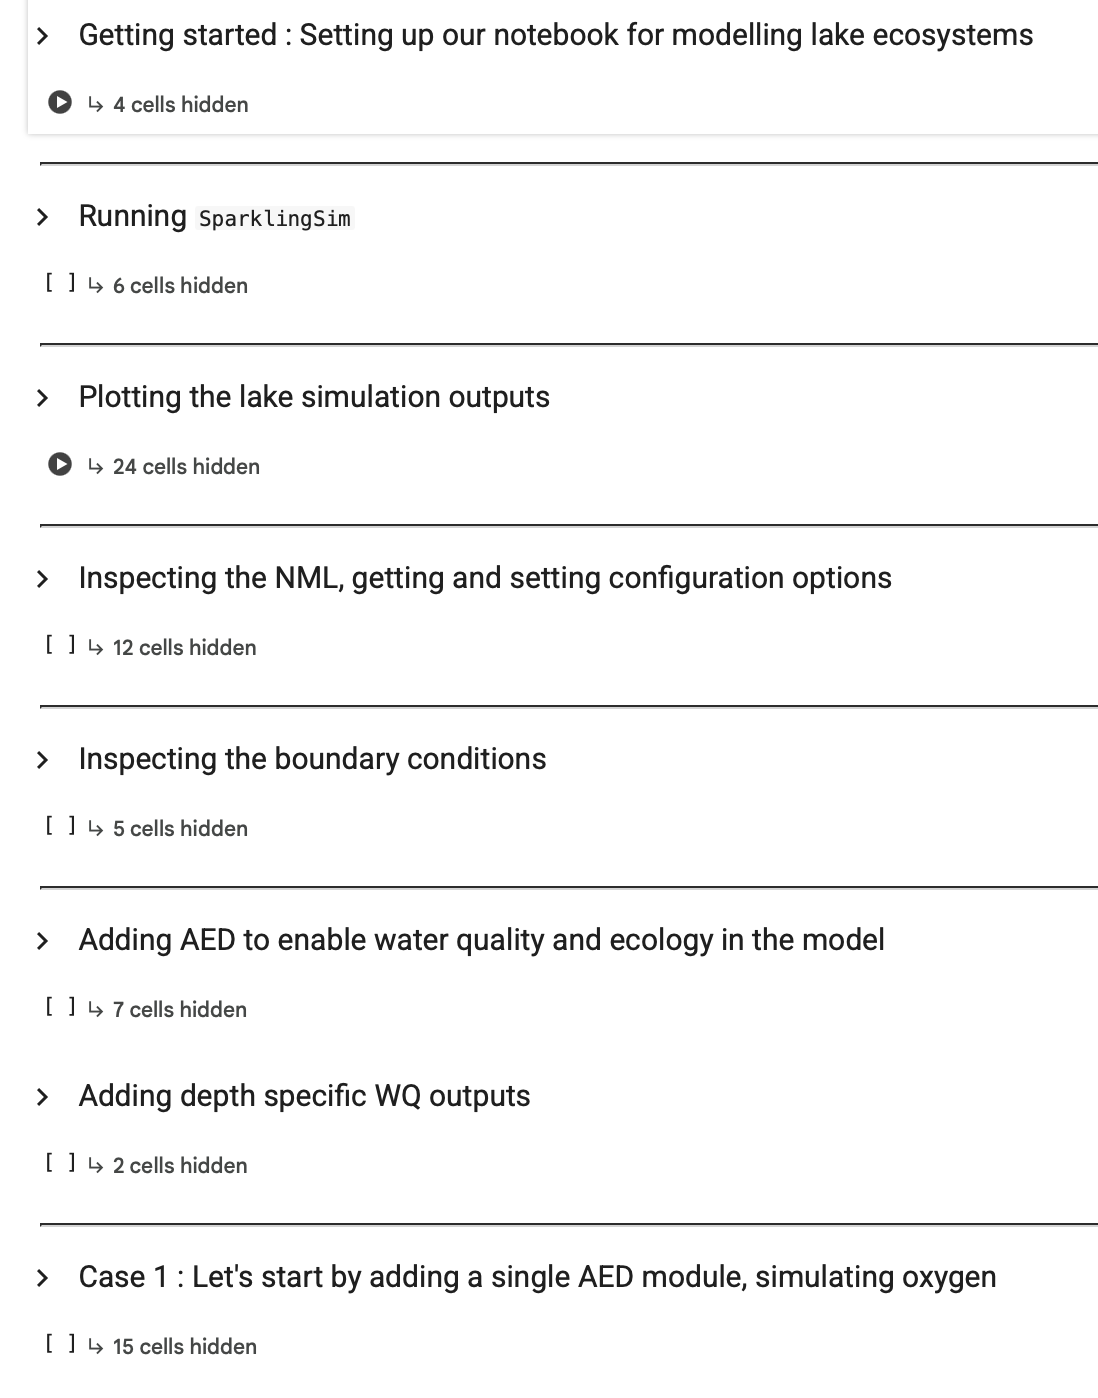 Getting started : Setting up our notebook for modelling lake ecosystems
↳ 4 cells hidden
Running SparklingSim
[ ] ↳ 6 cells hidden
Plotting the lake simulation outputs
↳ 24 cells hidden
Inspecting the NML, getting and setting configuration options
[ ] ↳ 12 cells hidden
Inspecting the boundary conditions
[ ] ↳ 5 cells hidden
Adding AED to enable water quality and ecology in the model
[ ] ↳ 7 cells hidden
Adding depth specific WQ outputs
[ ] ↳ 2 cells hidden
Case 1 : Let's start by adding a single AED module, simulating oxygen
[ ] ↳ 15 cells hidden